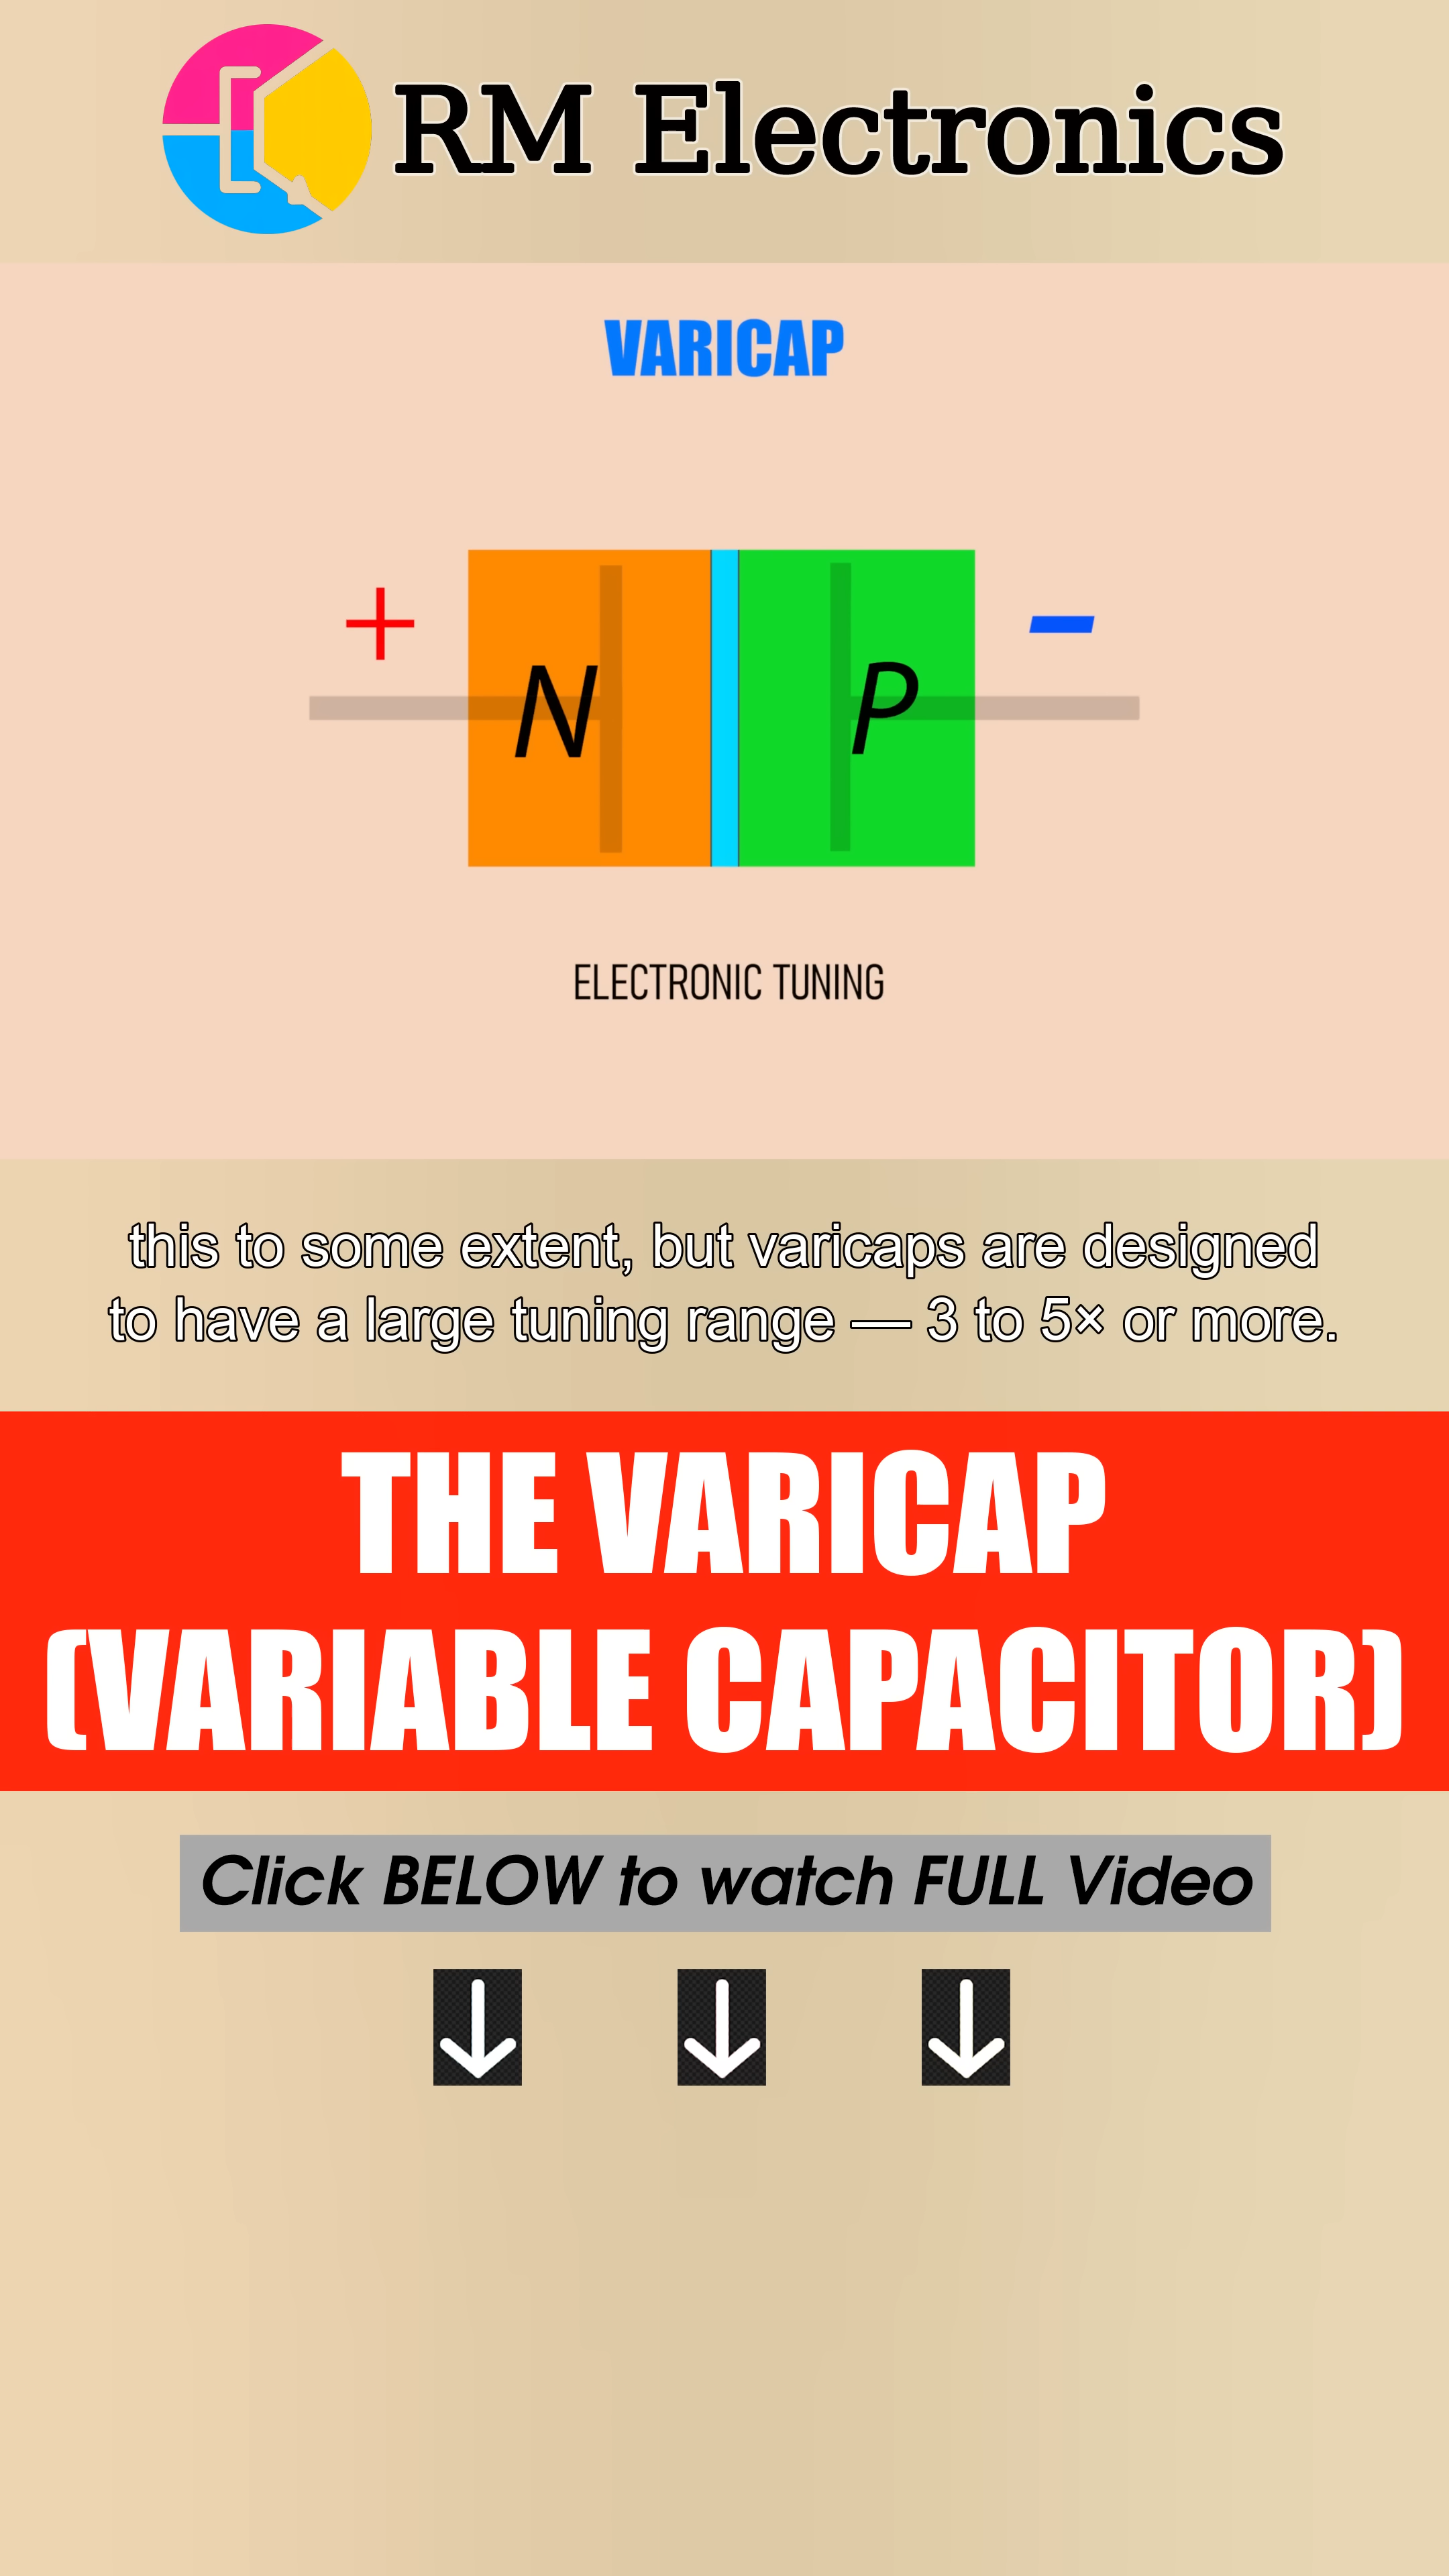 RM Electronics
VARICAP
+
-
N
P
ELECTRONIC TUNING
this to some extent, but varicaps are designed
to have a large tuning range — 3 to 5× or more.
THE VARICAP
(VARIABLE CAPACITOR)
Click BELOW to watch FULL Video